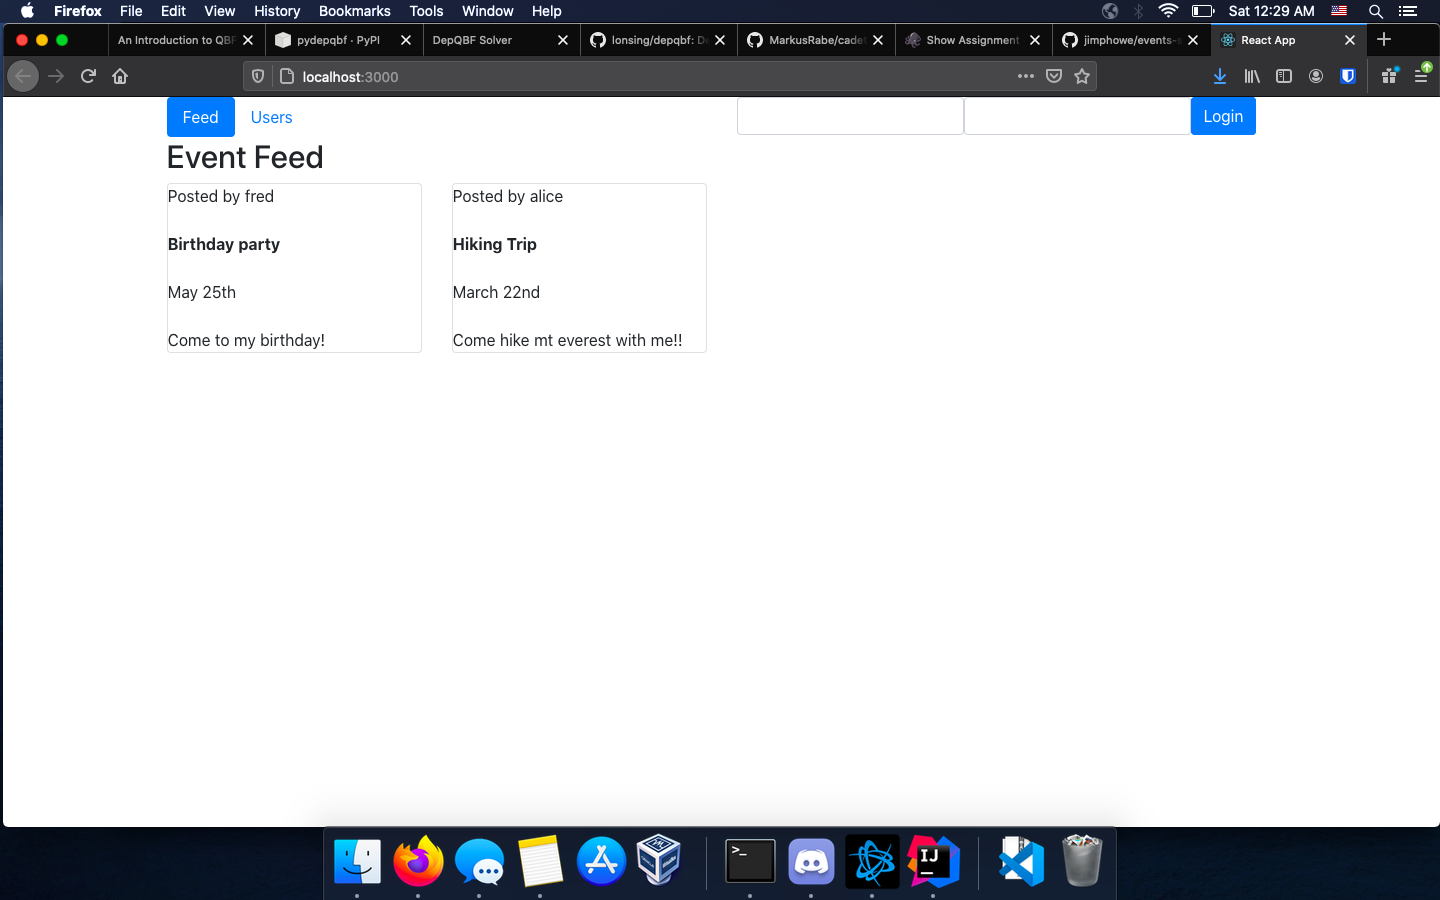 Firefox File Edit View History Bookmarks Tools Window Help Sat 12:29 AM
An Introduction to QBF pydepqbf · PyPI DepQBF Solver lonsing/depqbf: De MarkusRabe/cadet Show Assignment jimphowe/events-s React App
localhost:3000
Feed Users Login
Event Feed
Posted by fred
Birthday party
May 25th
Come to my birthday!
Posted by alice
Hiking Trip
March 22nd
Come hike mt everest with me!!
>_
IJ